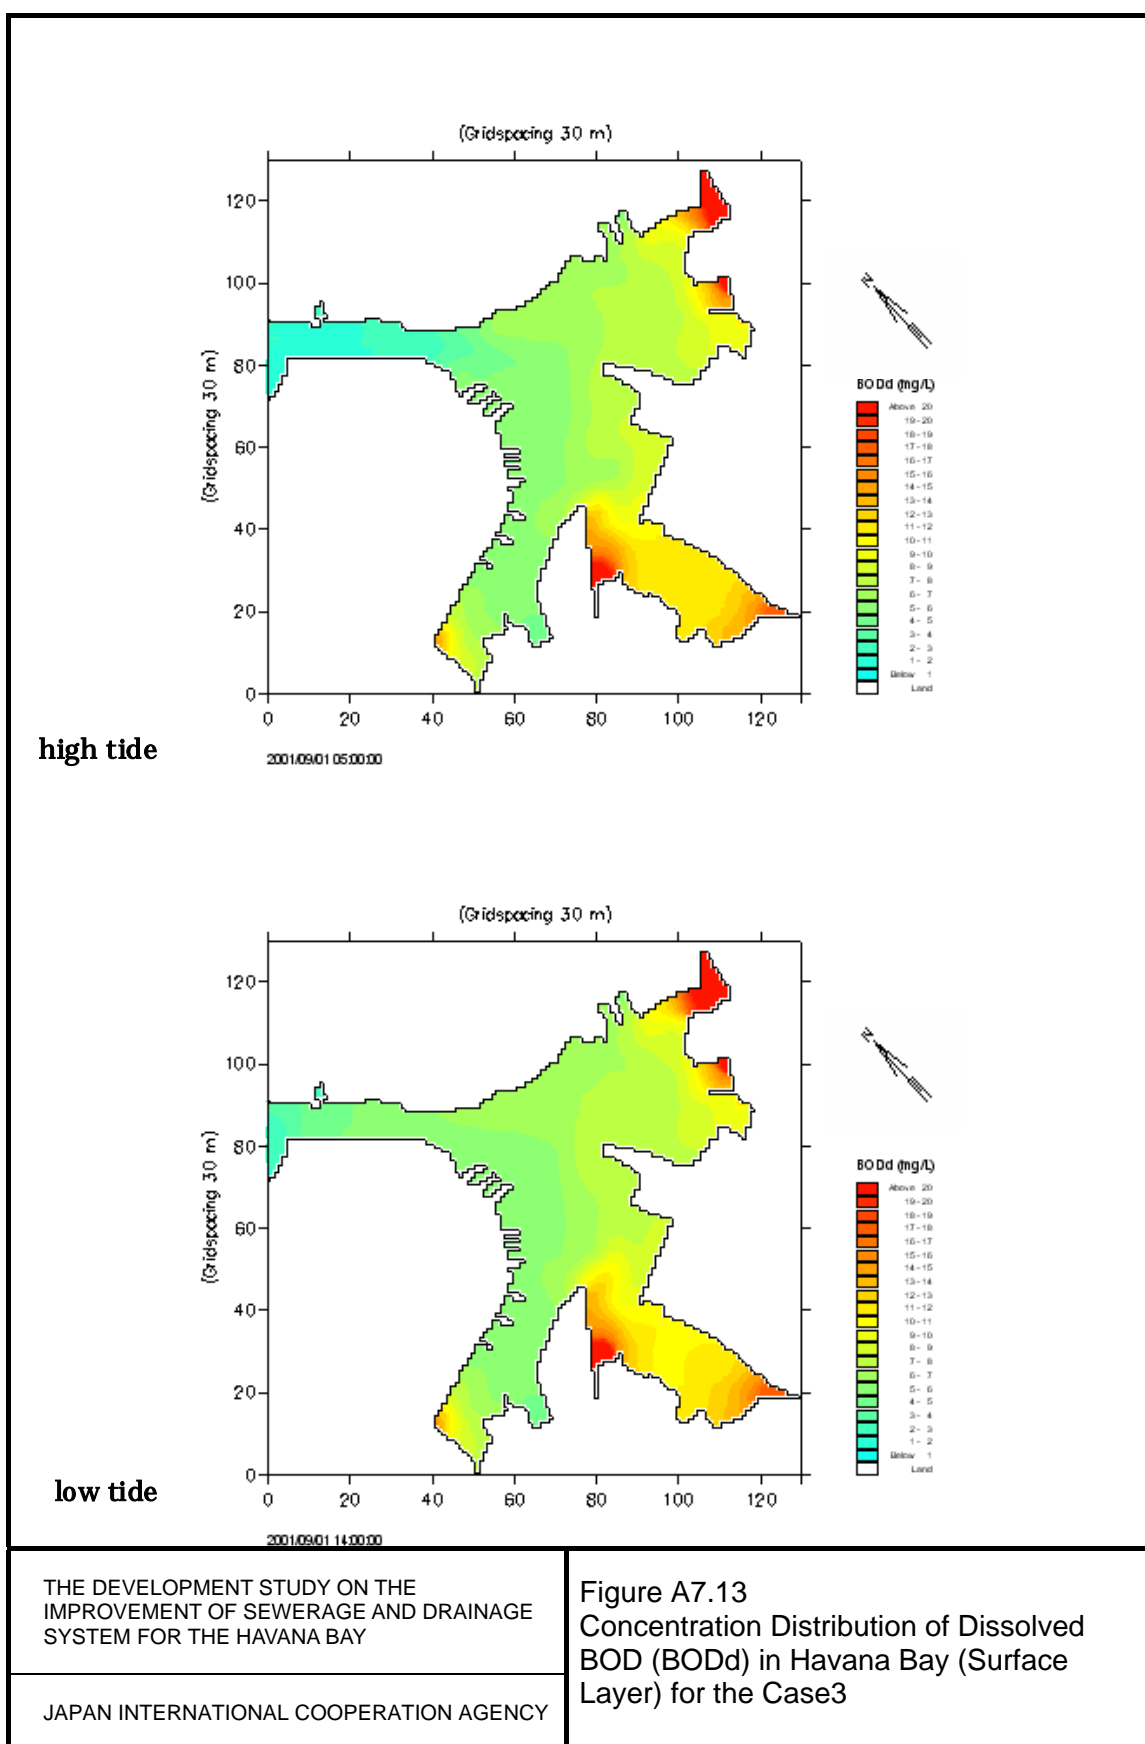 (Gridspacing 30 m)
120
100
80
60
40
20
0
(Gridspacing 30 m)
0 20 40 60 80 100 120
N
BODd (mg/L)
Above 20
19-20
18-19
17-18
16-17
15-16
14-15
13-14
12-13
11-12
10-11
9-10
8-9
7-8
6-7
5-6
4-5
3-4
2-3
1-2
Below 1
Land
high tide
2001/09/01 05:00:00
(Gridspacing 30 m)
120
100
80
60
40
20
0
(Gridspacing 30 m)
0 20 40 60 80 100 120
N
BODd (mg/L)
Above 20
19-20
18-19
17-18
16-17
15-16
14-15
13-14
12-13
11-12
10-11
9-10
8-9
7-8
6-7
5-6
4-5
3-4
2-3
1-2
Below 1
Land
low tide
2001/09/01 14:00:00
THE DEVELOPMENT STUDY ON THE
IMPROVEMENT OF SEWERAGE AND DRAINAGE
SYSTEM FOR THE HAVANA BAY
JAPAN INTERNATIONAL COOPERATION AGENCY
Figure A7.13
Concentration Distribution of Dissolved
BOD (BODd) in Havana Bay (Surface
Layer) for the Case3